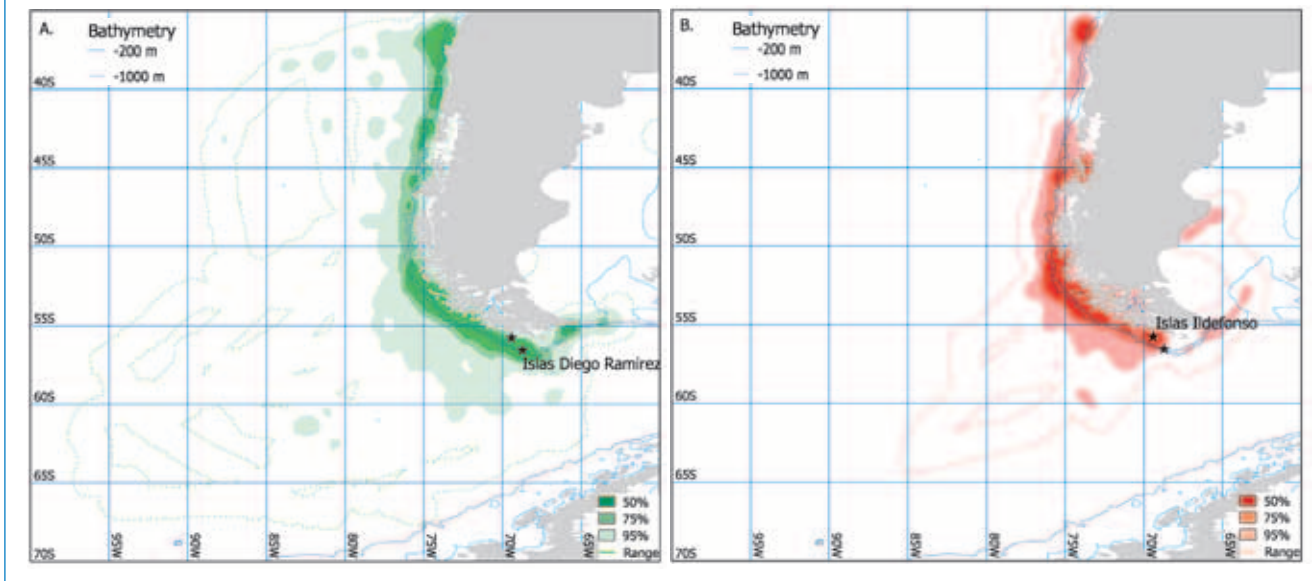 A.
Bathymetry
-200 m
-1000 m
40S
45S
50S
55S
60S
65S
70S
95W
90W
85W
80W
75W
70W
65W
Islas Diego Ramirez
50%
75%
95%
Range
B.
Bathymetry
-200 m
-1000 m
40S
45S
50S
55S
60S
65S
70S
95W
90W
85W
80W
75W
70W
65W
Islas Ildefonso
50%
75%
95%
Range